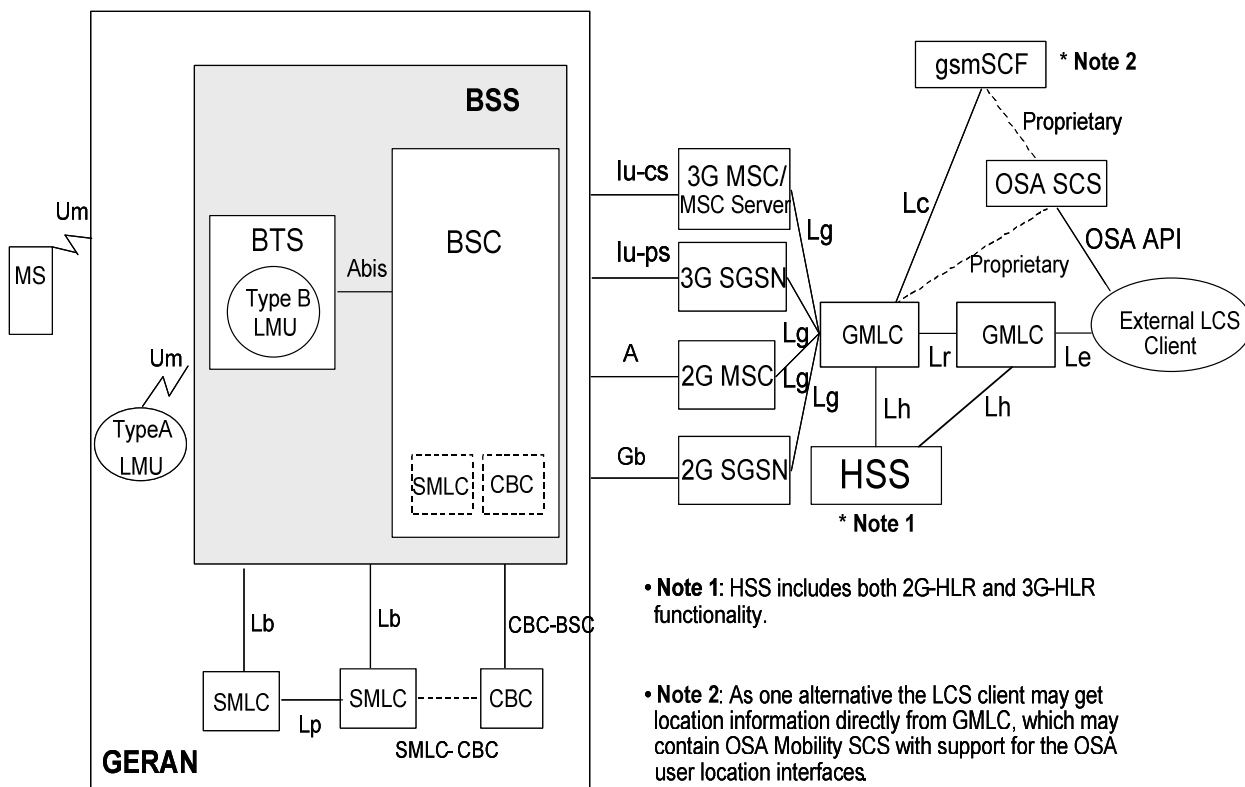 gsmSCF
* Note 2
BSS
Proprietary
Iu-cs
3G MSC/
MSC Server
OSA SCS
Lc
Um
Lg
BTS
BSC
OSA API
MS
Abis
Iu-ps
Proprietary
3G SGSN
Type B
LMU
GMLC
GMLC
External LCS
Client
Lg
Um
A
Lr
Le
2G MSC
Lg
Lg
Lh
Lh
TypeA
LMU
Gb
2G SGSN
HSS
SMLC
CBC
* Note 1
• Note 1: HSS includes both 2G-HLR and 3G-HLR
functionality.
Lb
Lb
CBC-BSC
SMLC
SMLC
CBC
Lp
SMLC- CBC
GERAN
• Note 2: As one alternative the LCS client may get
location information directly from GMLC, which may
contain OSA Mobility SCS with support for the OSA
user location interfaces.